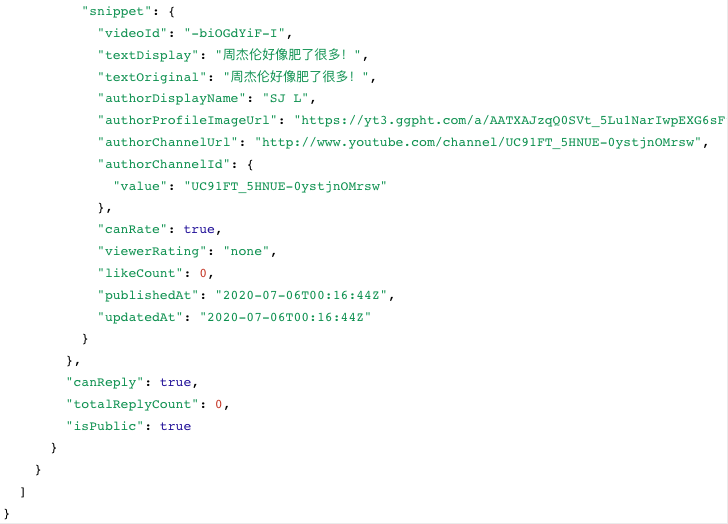 "snippet": {
"videoId": "-biOGdYiF-I",
"textDisplay": "周杰伦好像肥了很多！",
"textOriginal": "周杰伦好像肥了很多！",
"authorDisplayName": "SJ L",
"authorProfileImageUrl": "https://yt3.ggpht.com/a/AATXAJzqQ0SVt_5Lu1NarIwpEXG6sF
"authorChannelUrl": "http://www.youtube.com/channel/UC91FT_5HNUE-0ystjnOMrsw",
"authorChannelId": {
"value": "UC91FT_5HNUE-0ystjnOMrsw"
},
"canRate": true,
"viewerRating": "none",
"likeCount": 0,
"publishedAt": "2020-07-06T00:16:44Z",
"updatedAt": "2020-07-06T00:16:44Z"
}
},
"canReply": true,
"totalReplyCount": 0,
"isPublic": true
}
}
]
}